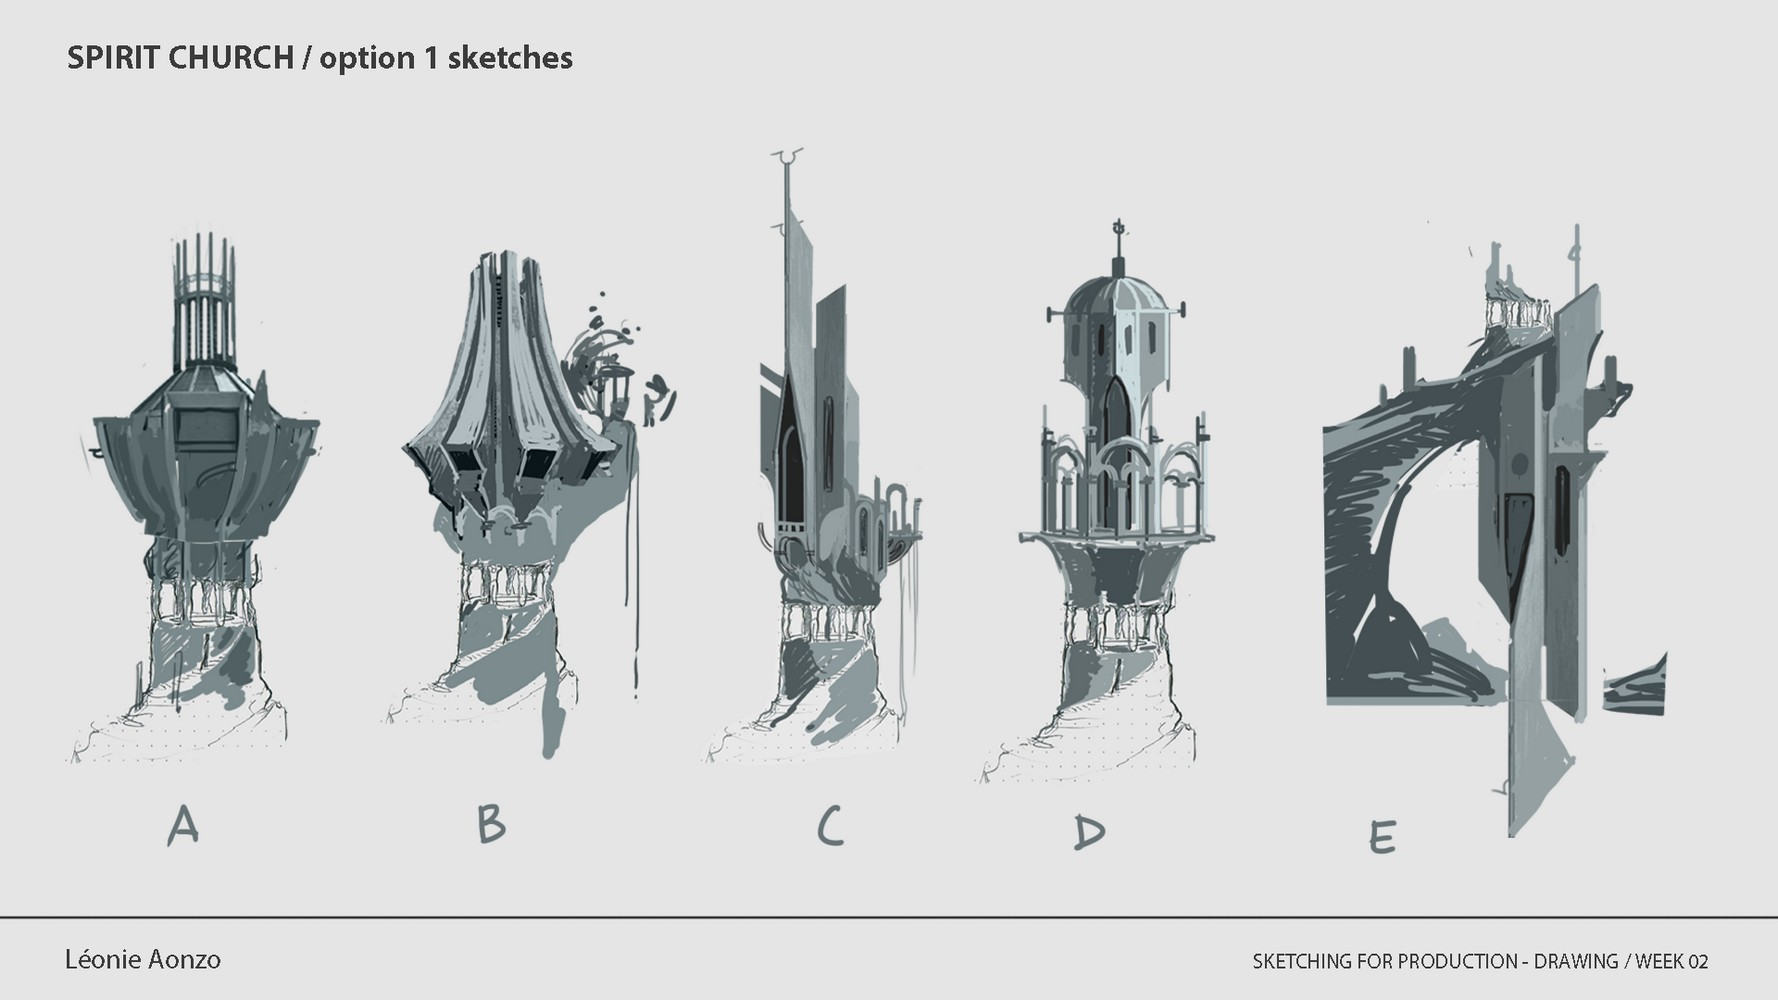 SPIRIT CHURCH / option 1 sketches
A
B
C
D
E
Léonie Aonzo
SKETCHING FOR PRODUCTION - DRAWING / WEEK 02